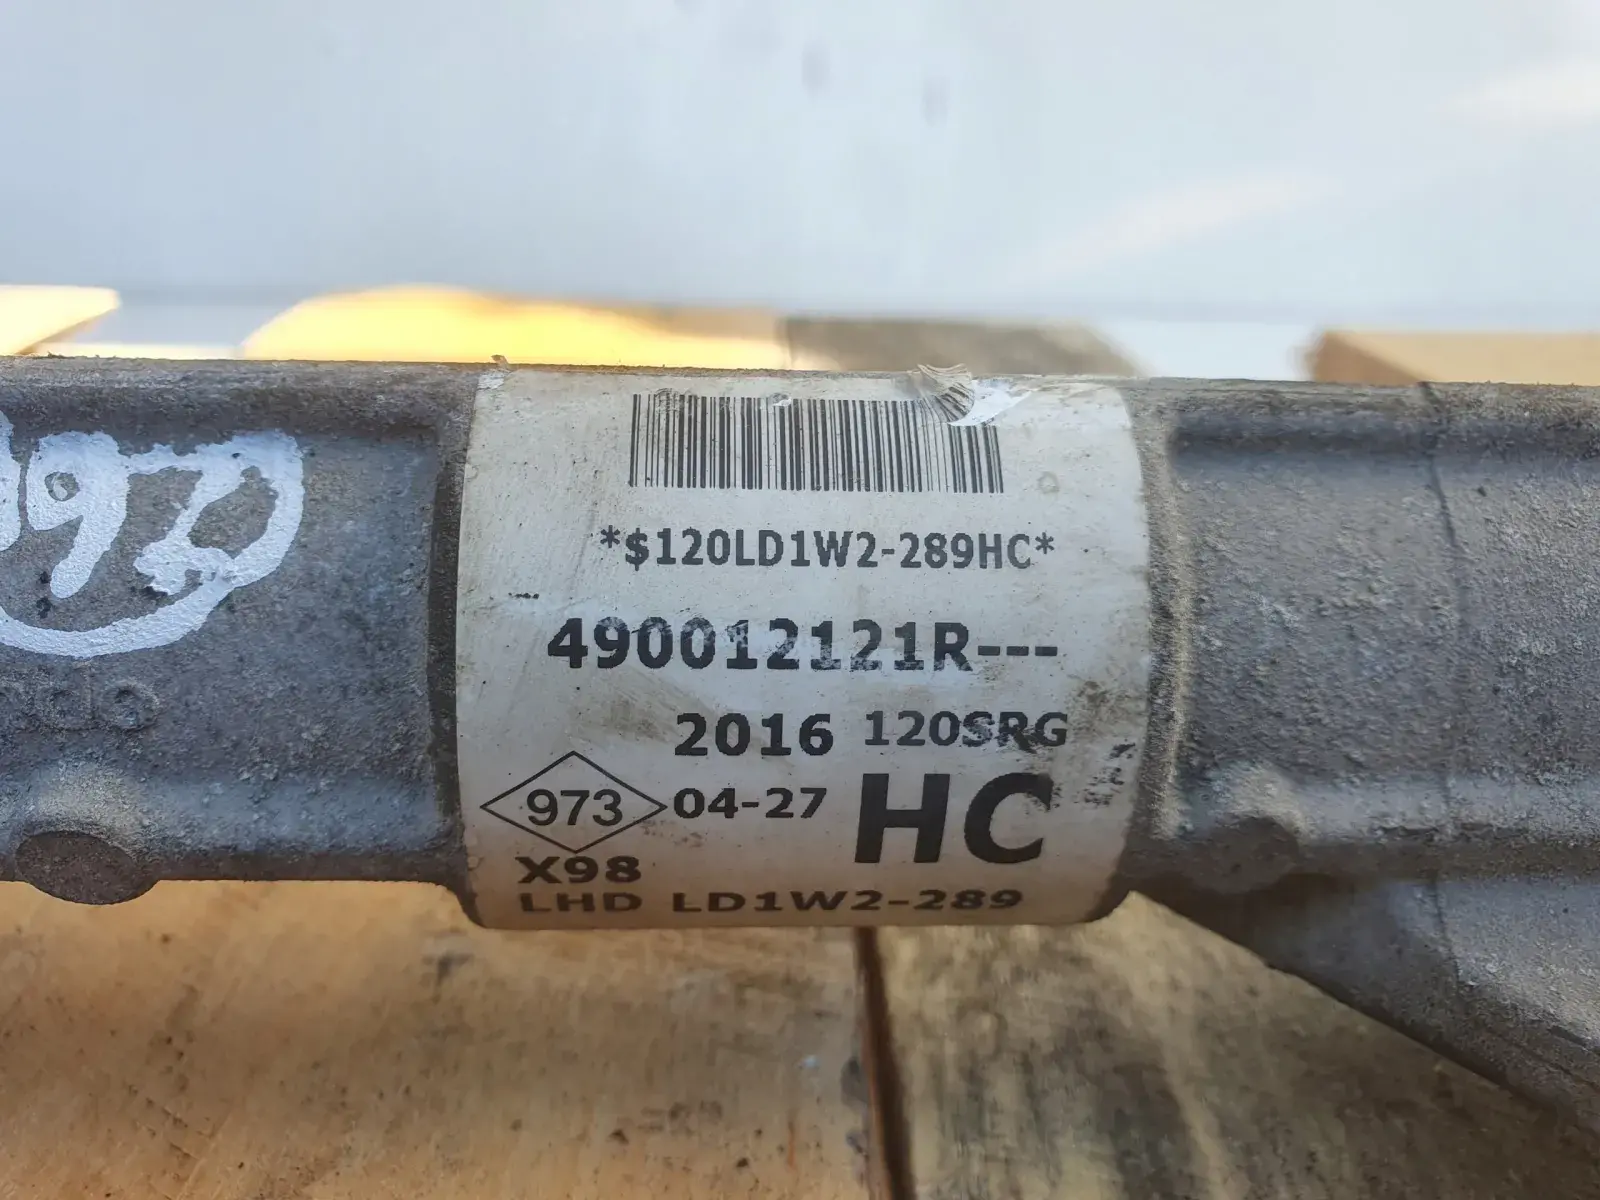 *$120LD1W2-289HC*
490012121R---
2016 120SRG
973 04-27 HC
X98
LHD LD1W2-289